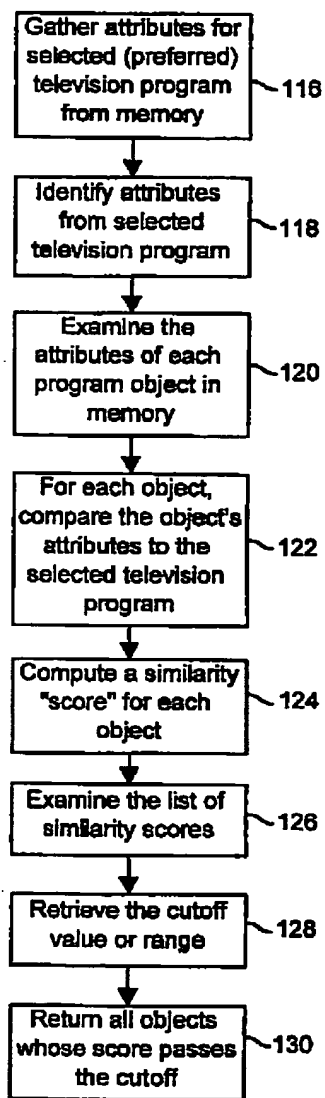 Gather attributes for
selected (preferred)
television program
from memory
116
Identify attributes
from selected
television program
118
Examine the
attributes of each
program object in
memory
120
For each object,
compare the object's
attributes to the
selected television
program
122
Compute a similarity
"score" for each
object
124
Examine the list of
similarity scores
126
Retrieve the cutoff
value or range
128
Return all objects
whose score passes
the cutoff
130